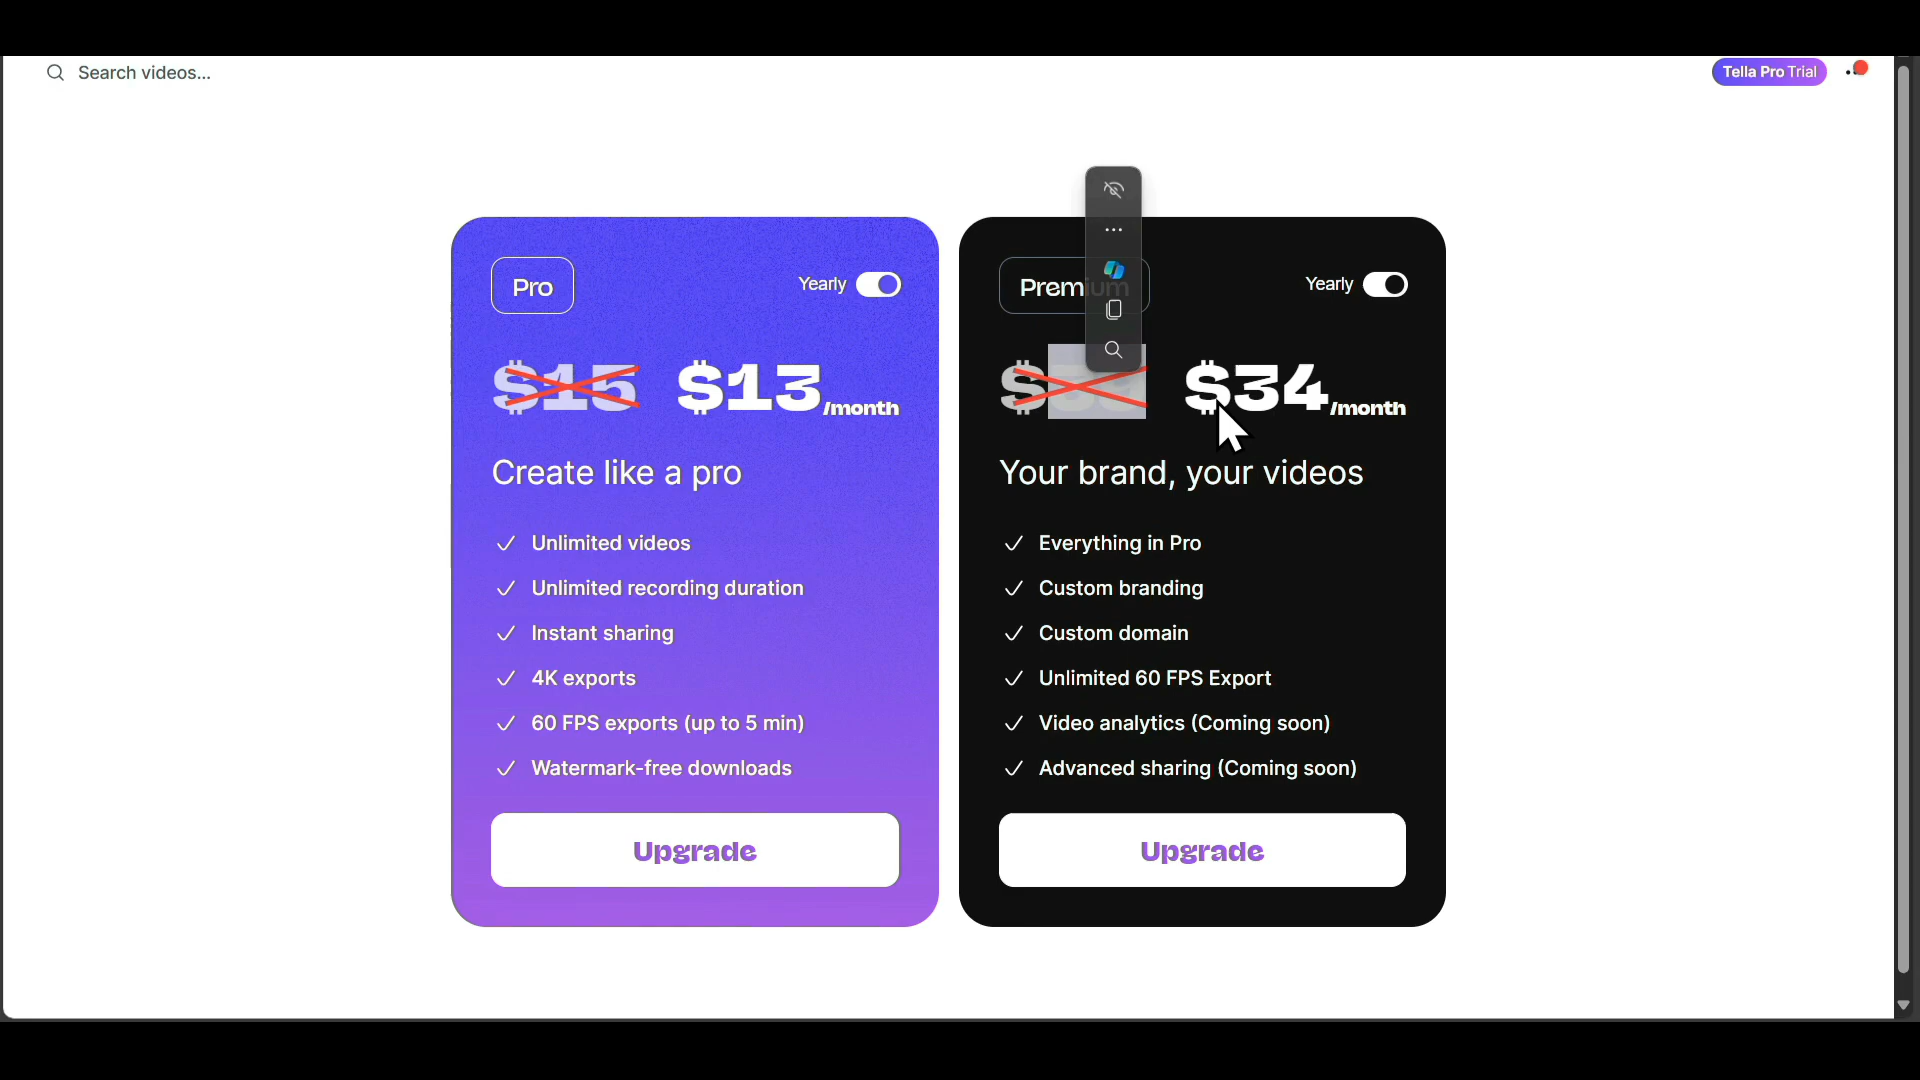 Search videos...
Tella Pro Trial
Pro
Yearly
$15 $13/month
Create like a pro
Unlimited videos
Unlimited recording duration
Instant sharing
4K exports
60 FPS exports (up to 5 min)
Watermark-free downloads
Upgrade
Premium
Yearly
$34/month
Your brand, your videos
Everything in Pro
Custom branding
Custom domain
Unlimited 60 FPS Export
Video analytics (Coming soon)
Advanced sharing (Coming soon)
Upgrade